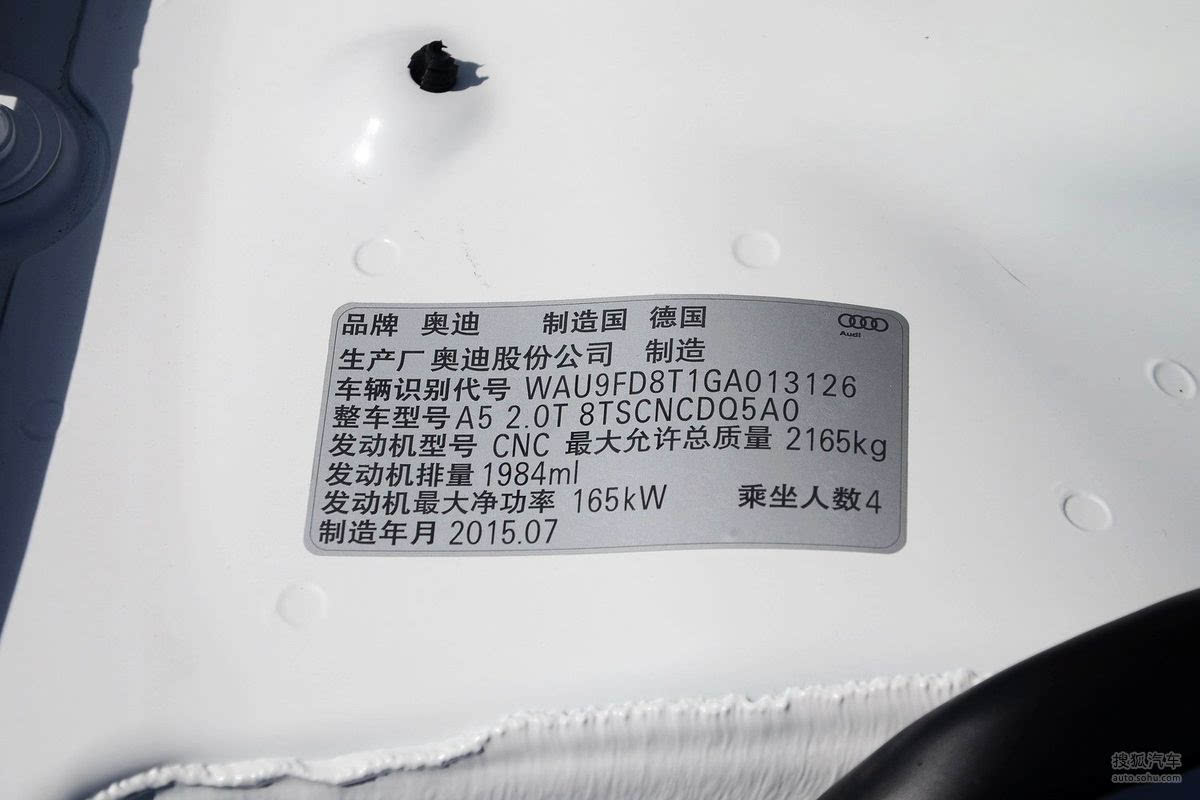 品牌 奥迪 制造国 德国
Audi
生产厂 奥迪股份公司 制造
车辆识别代号 WAU9FD8T1GA013126
整车型号 A5 2.0T 8TSCNCDQ5A0
发动机型号 CNC 最大允许总质量 2165kg
发动机排量 1984ml
发动机最大净功率 165kW 乘坐人数 4
制造年月 2015.07
搜狐汽车
auto.sohu.com